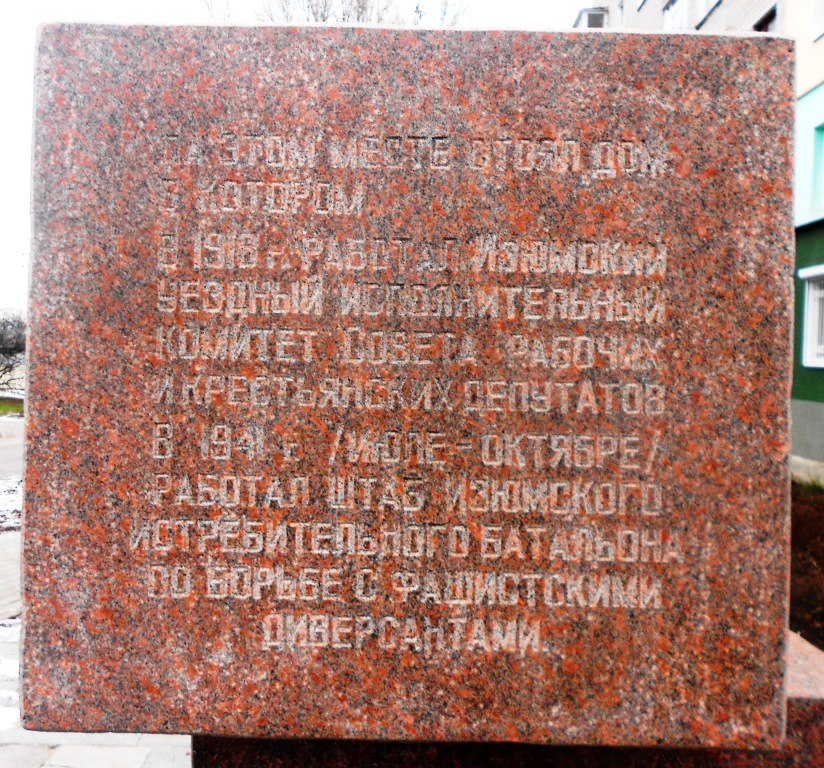 На этом месте стоял дом,
в котором
в 1918 г. работал Изюмский
уездный исполнительный
комитет Совета рабочих
и крестьянских депутатов
В 1941 г. /июле-октябре/
работал штаб Изюмского
истребительного батальона
по борьбе с фашистскими
диверсантами.